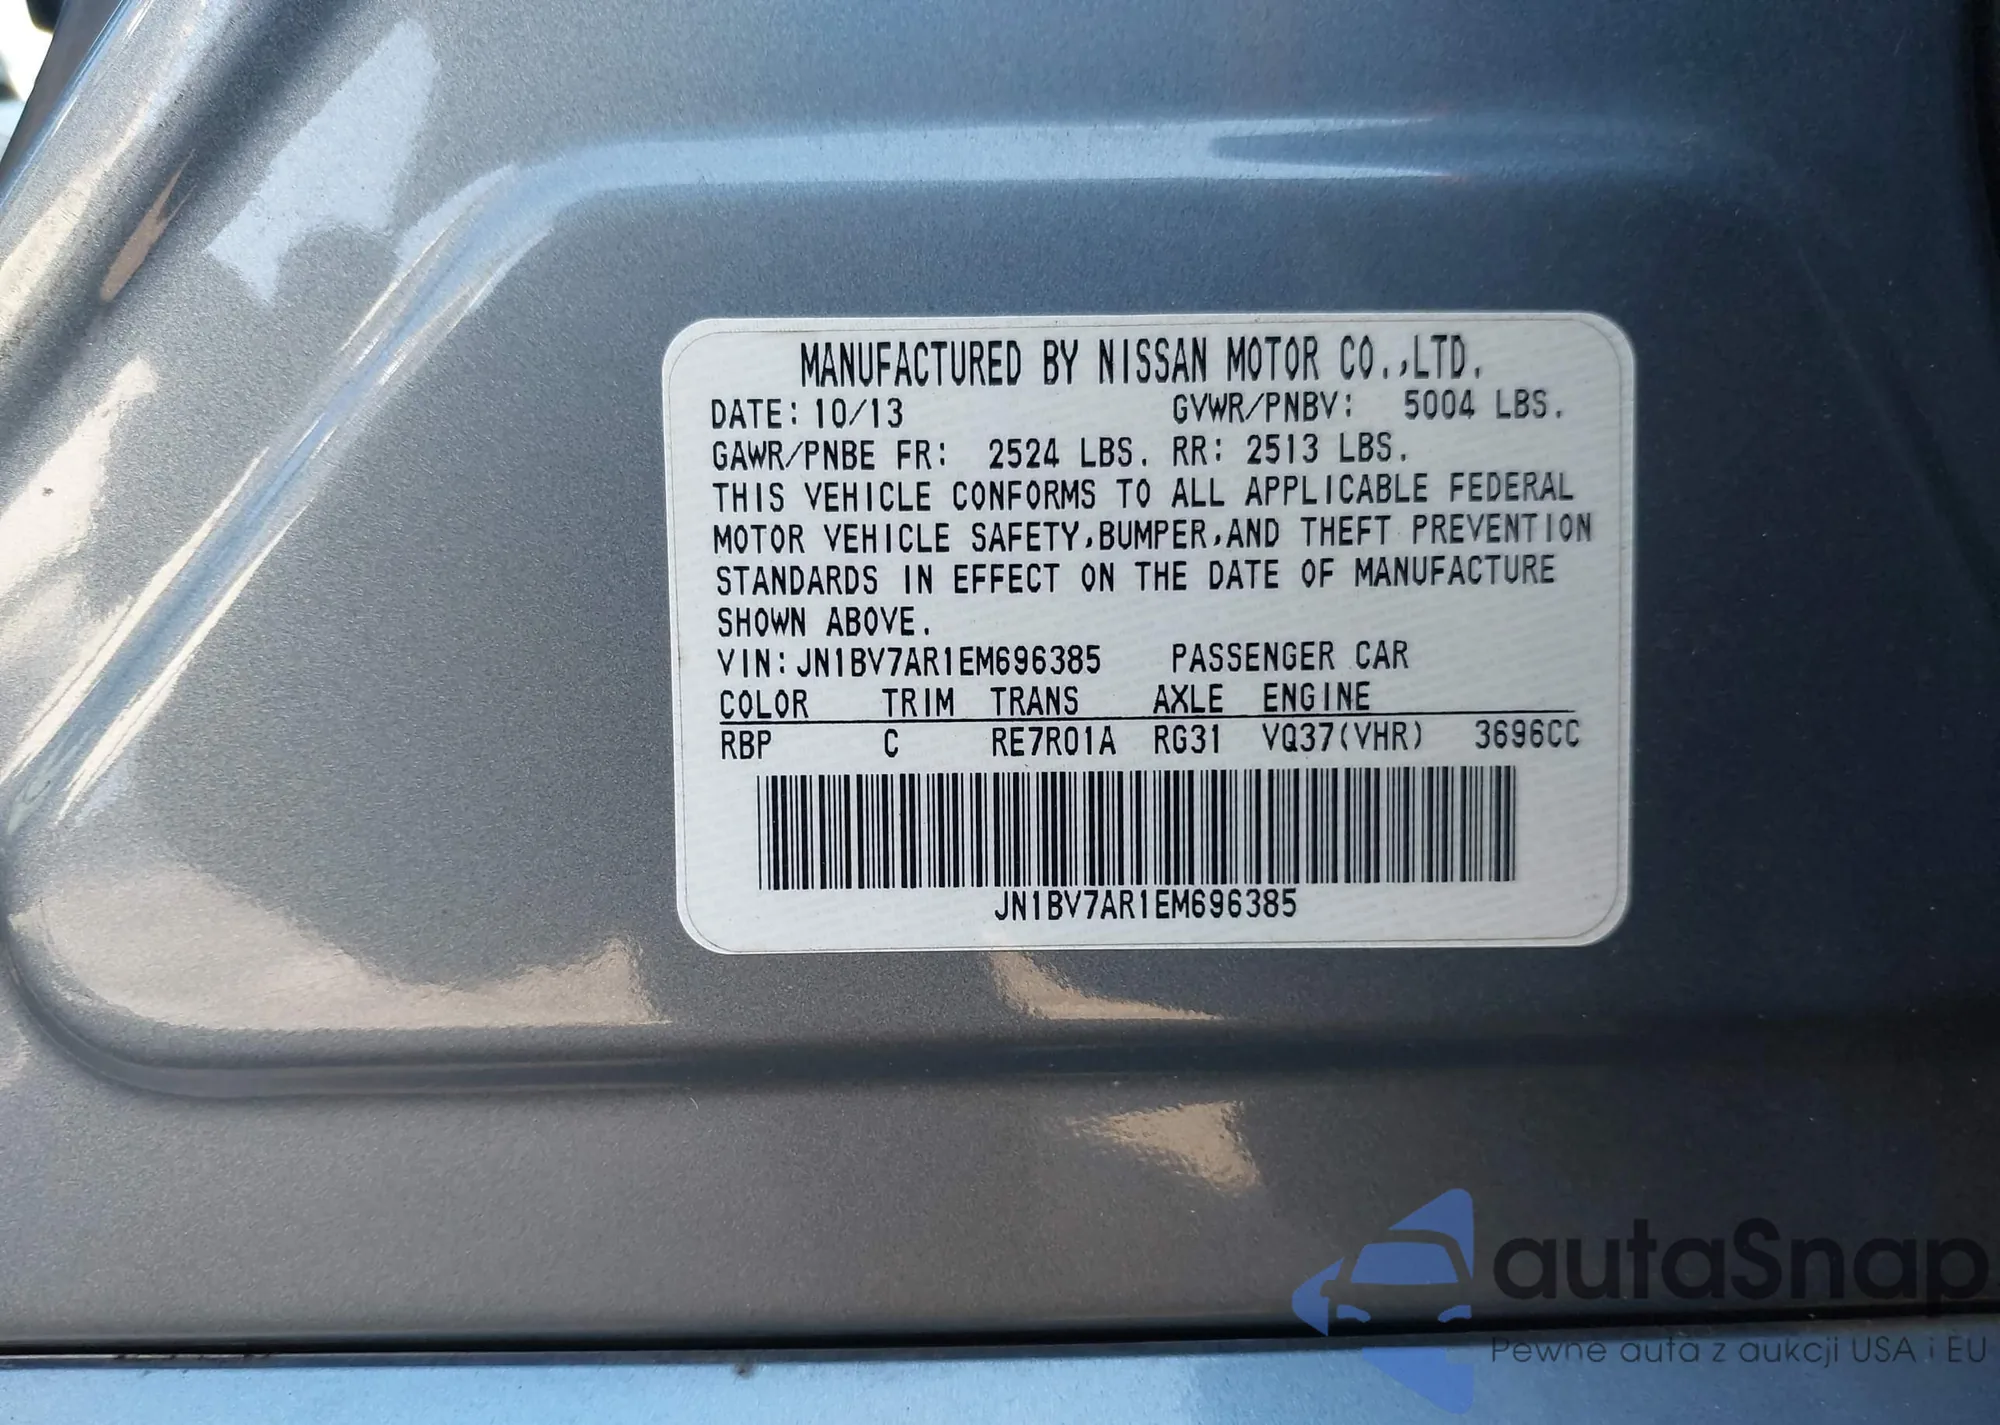 MANUFACTURED BY NISSAN MOTOR CO.,LTD.
DATE: 10/13 GVWR/PNBV: 5004 LBS.
GAWR/PNBE FR: 2524 LBS. RR: 2513 LBS.
THIS VEHICLE CONFORMS TO ALL APPLICABLE FEDERAL
MOTOR VEHICLE SAFETY,BUMPER,AND THEFT PREVENTION
STANDARDS IN EFFECT ON THE DATE OF MANUFACTURE
SHOWN ABOVE.
VIN:JN1BV7AR1EM696385 PASSENGER CAR
COLOR TRIM TRANS AXLE ENGINE
RBP C RE7R01A RG31 VQ37(VHR) 3696CC
JN1BV7AR1EM696385
autaSnap
Pewne auta z aukcji USA i EU